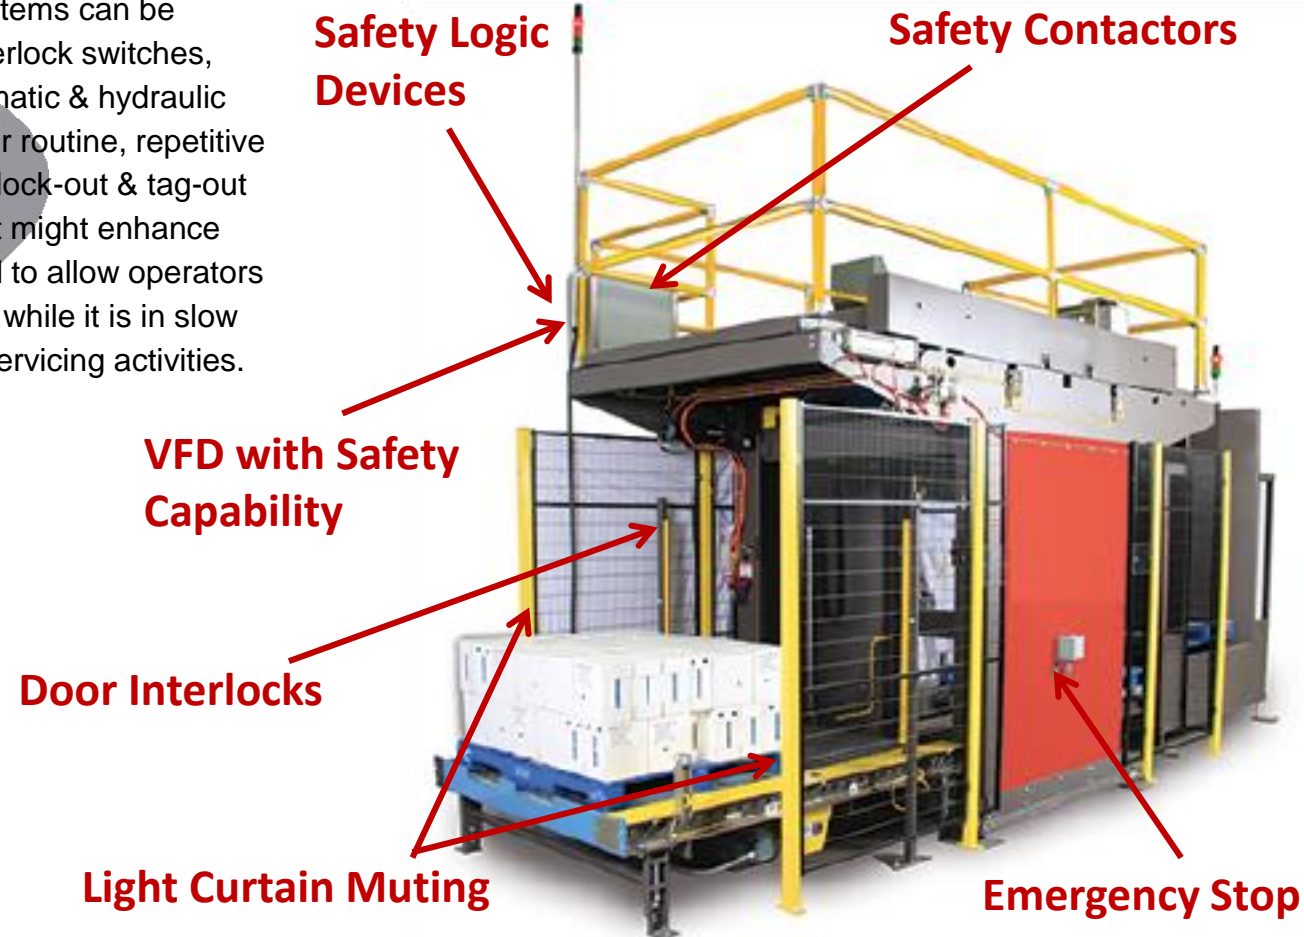 tems can be
erlock switches,
matic & hydraulic
r routine, repetitive
lock-out & tag-out
t might enhance
d to allow operators
while it is in slow
ervicing activities.
Safety Logic
Devices
Safety Contactors
VFD with Safety
Capability
Door Interlocks
Light Curtain Muting
Emergency Stop